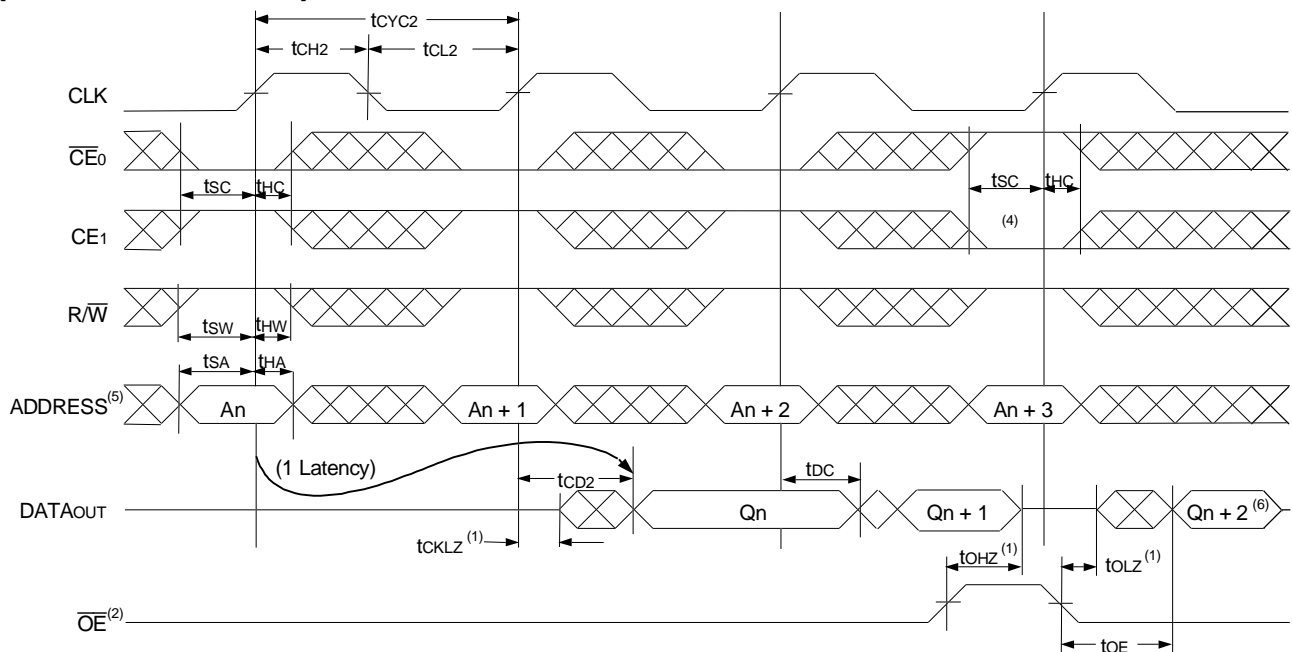 tCYC2
tCH2
tCL2
CLK
CE0
tSC
tHC
tSC
tHC
CE1
(4)
R/W
tSW
tHW
tSA
tHA
ADDRESS(5)
An
An + 1
An + 2
An + 3
(1 Latency)
tCD2
tDC
DATAOUT
Qn
Qn + 1
Qn + 2 (6)
tCKLZ (1)
tOHZ (1)
tOLZ (1)
OE (2)
tOE